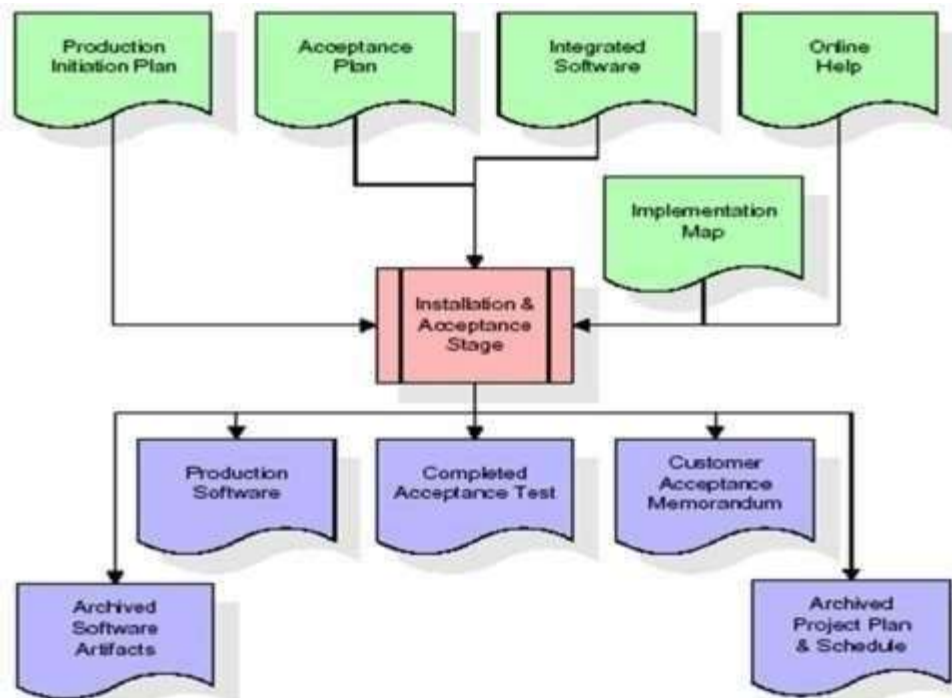 Production
Initiation Plan
Acceptance
Plan
Integrated
Software
Online
Help
Implementation
Map
Installation &
Acceptance
Stage
Production
Software
Completed
Acceptance Test
Customer
Acceptance
Memorandum
Archived
Software
Artifacts
Archived
Project Plan
& Schedule